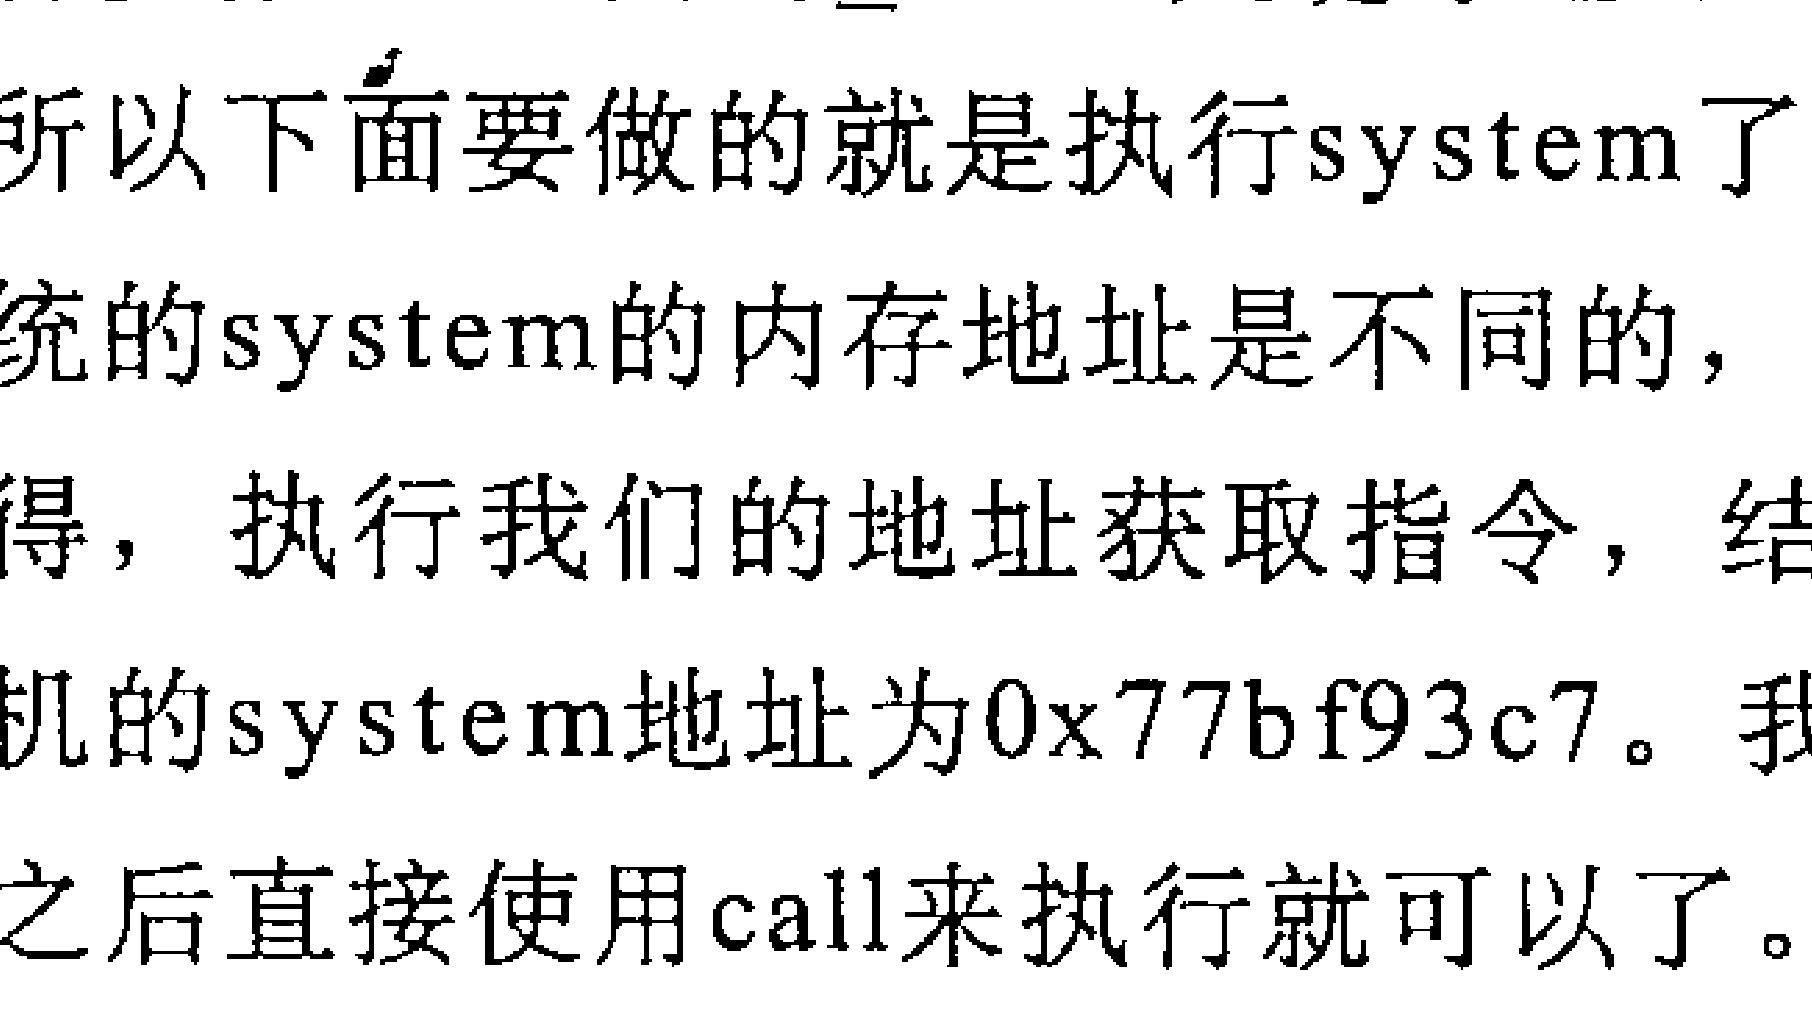 所以下面要做的就是执行system了
统的system的内存地址是不同的，
得，执行我们的地址获取指令，结
机的system地址为0x77bf93c7。我
之后直接使用call来执行就可以了。